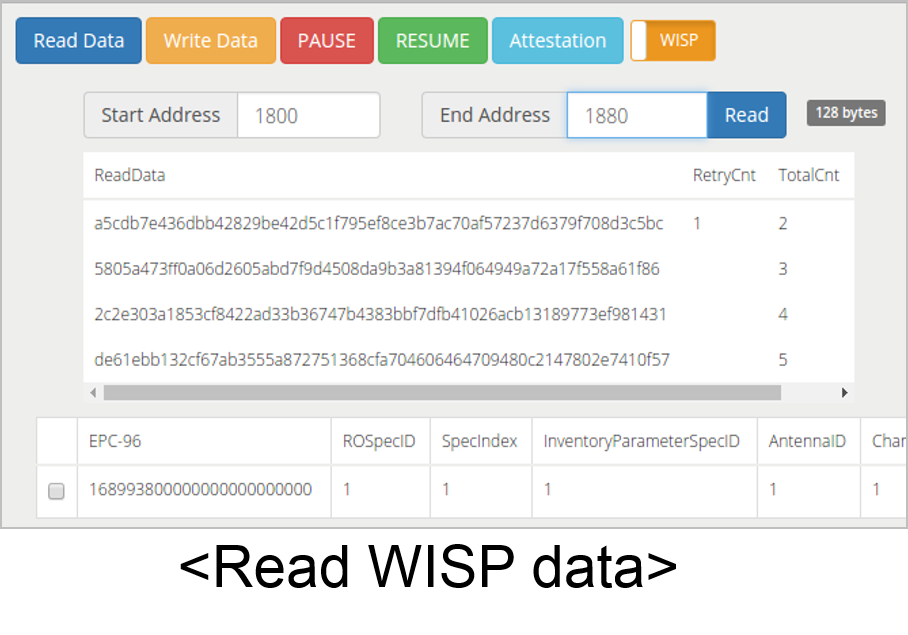 Read Data Write Data PAUSE RESUME Attestation WISP
Start Address 1800 End Address 1880 Read 128 bytes
ReadData RetryCnt TotalCnt
a5cdb7e436dbb42829be42d5c1f795ef8ce3b7ac70af57237d6379f708d3c5bc 1 2
5805a473ff0a06d2605abd7f9d4508da9b3a81394f064949a72a17f558a61f86 3
2c2e303a1853cf8422ad33b36747b4383bbf7dfb41026acb13189773ef981431 4
de61ebb132cf67ab3555a872751368cfa704606464709480c2147802e7410f57 5
EPC-96 ROSpecID SpecIndex InventoryParameterSpecID AntennaID Char
168993800000000000000000 1 1 1 1 1
<Read WISP data>